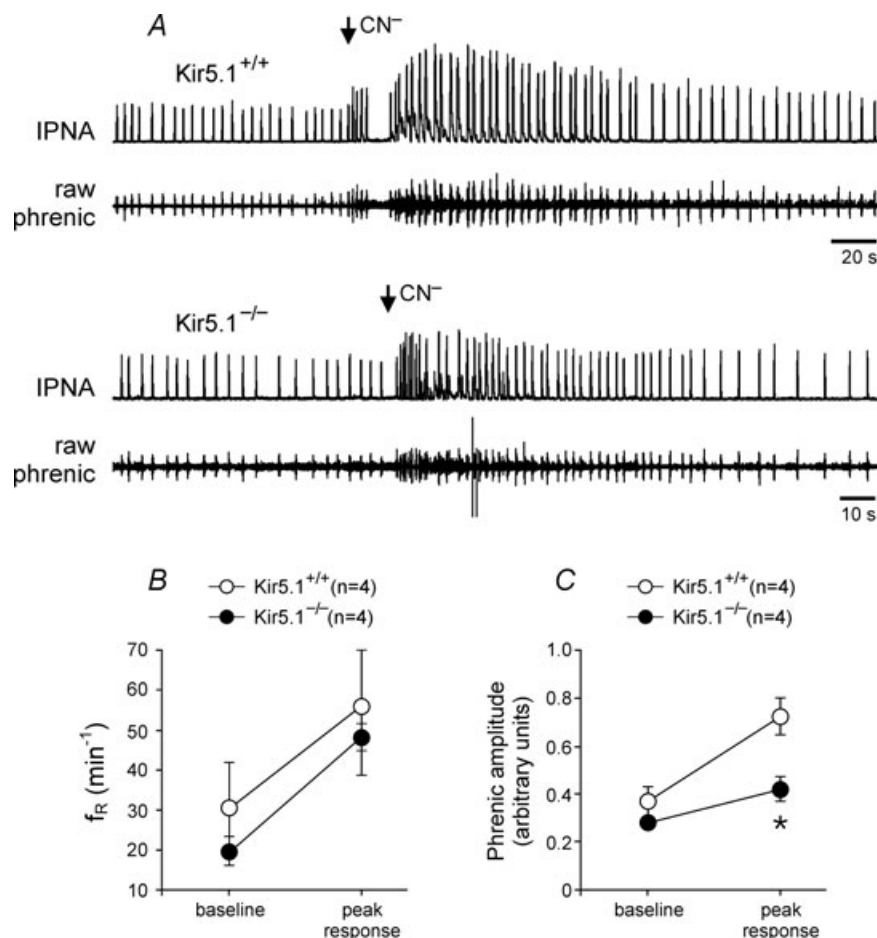 A
CN–
Kir5.1+/+
IPNA
raw
phrenic
20 s
CN–
Kir5.1–/–
IPNA
raw
phrenic
10 s
B
Kir5.1+/+ (n=4)
Kir5.1–/– (n=4)
70
60
50
40
30
20
10
fR (min-1)
baseline
peak
response
C
Kir5.1+/+ (n=4)
Kir5.1–/– (n=4)
1.0
0.8
0.6
0.4
0.2
0
Phrenic amplitude
(arbitrary units)
*
baseline
peak
response